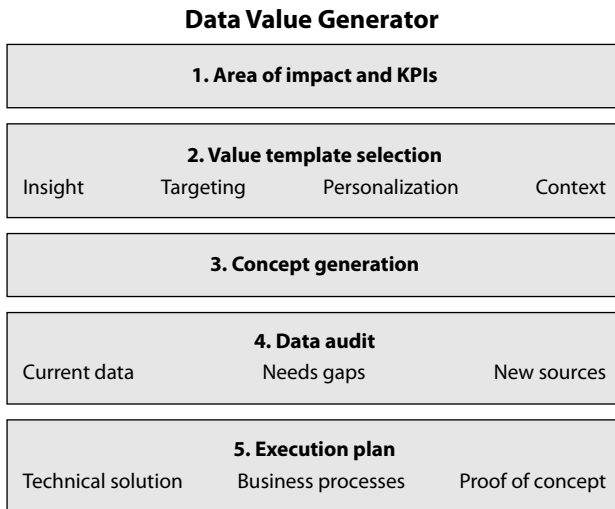 Data Value Generator
1. Area of impact and KPIs
2. Value template selection
Insight Targeting Personalization Context
3. Concept generation
4. Data audit
Current data Needs gaps New sources
5. Execution plan
Technical solution Business processes Proof of concept